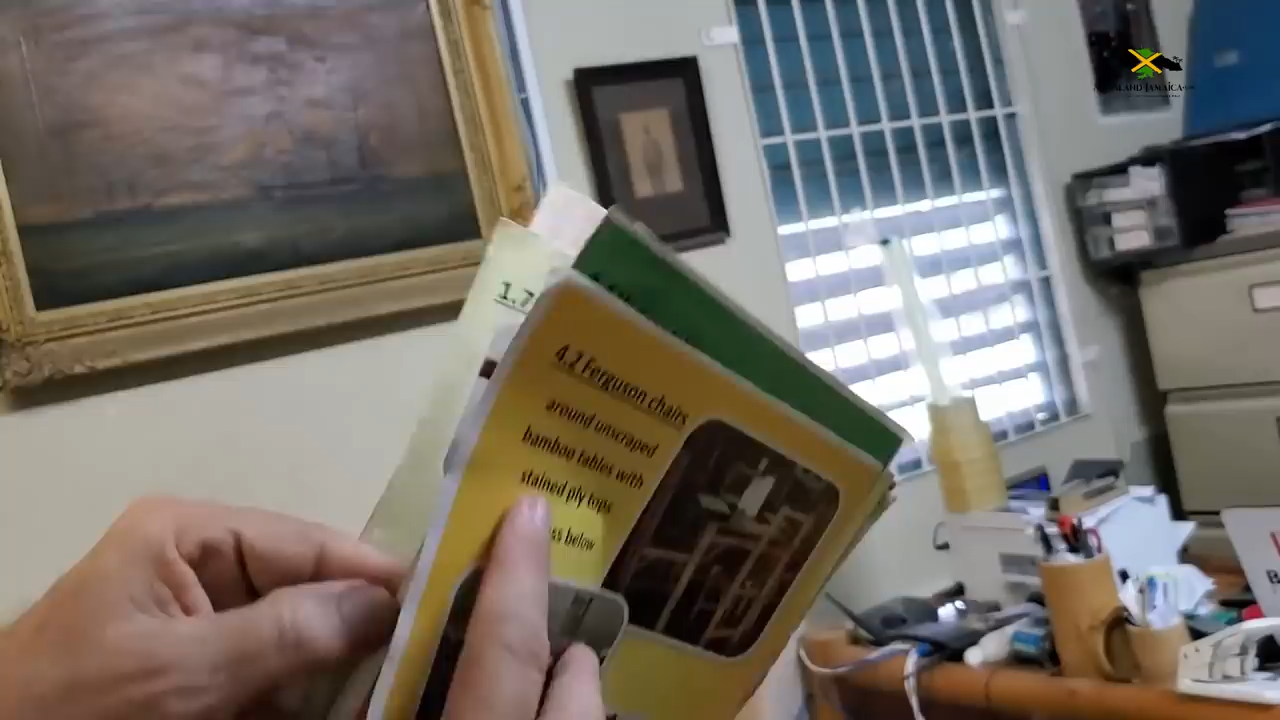 1.7
4.2 Ferguson chairs
around unscraped
bamboo tables with
stained ply tops
below